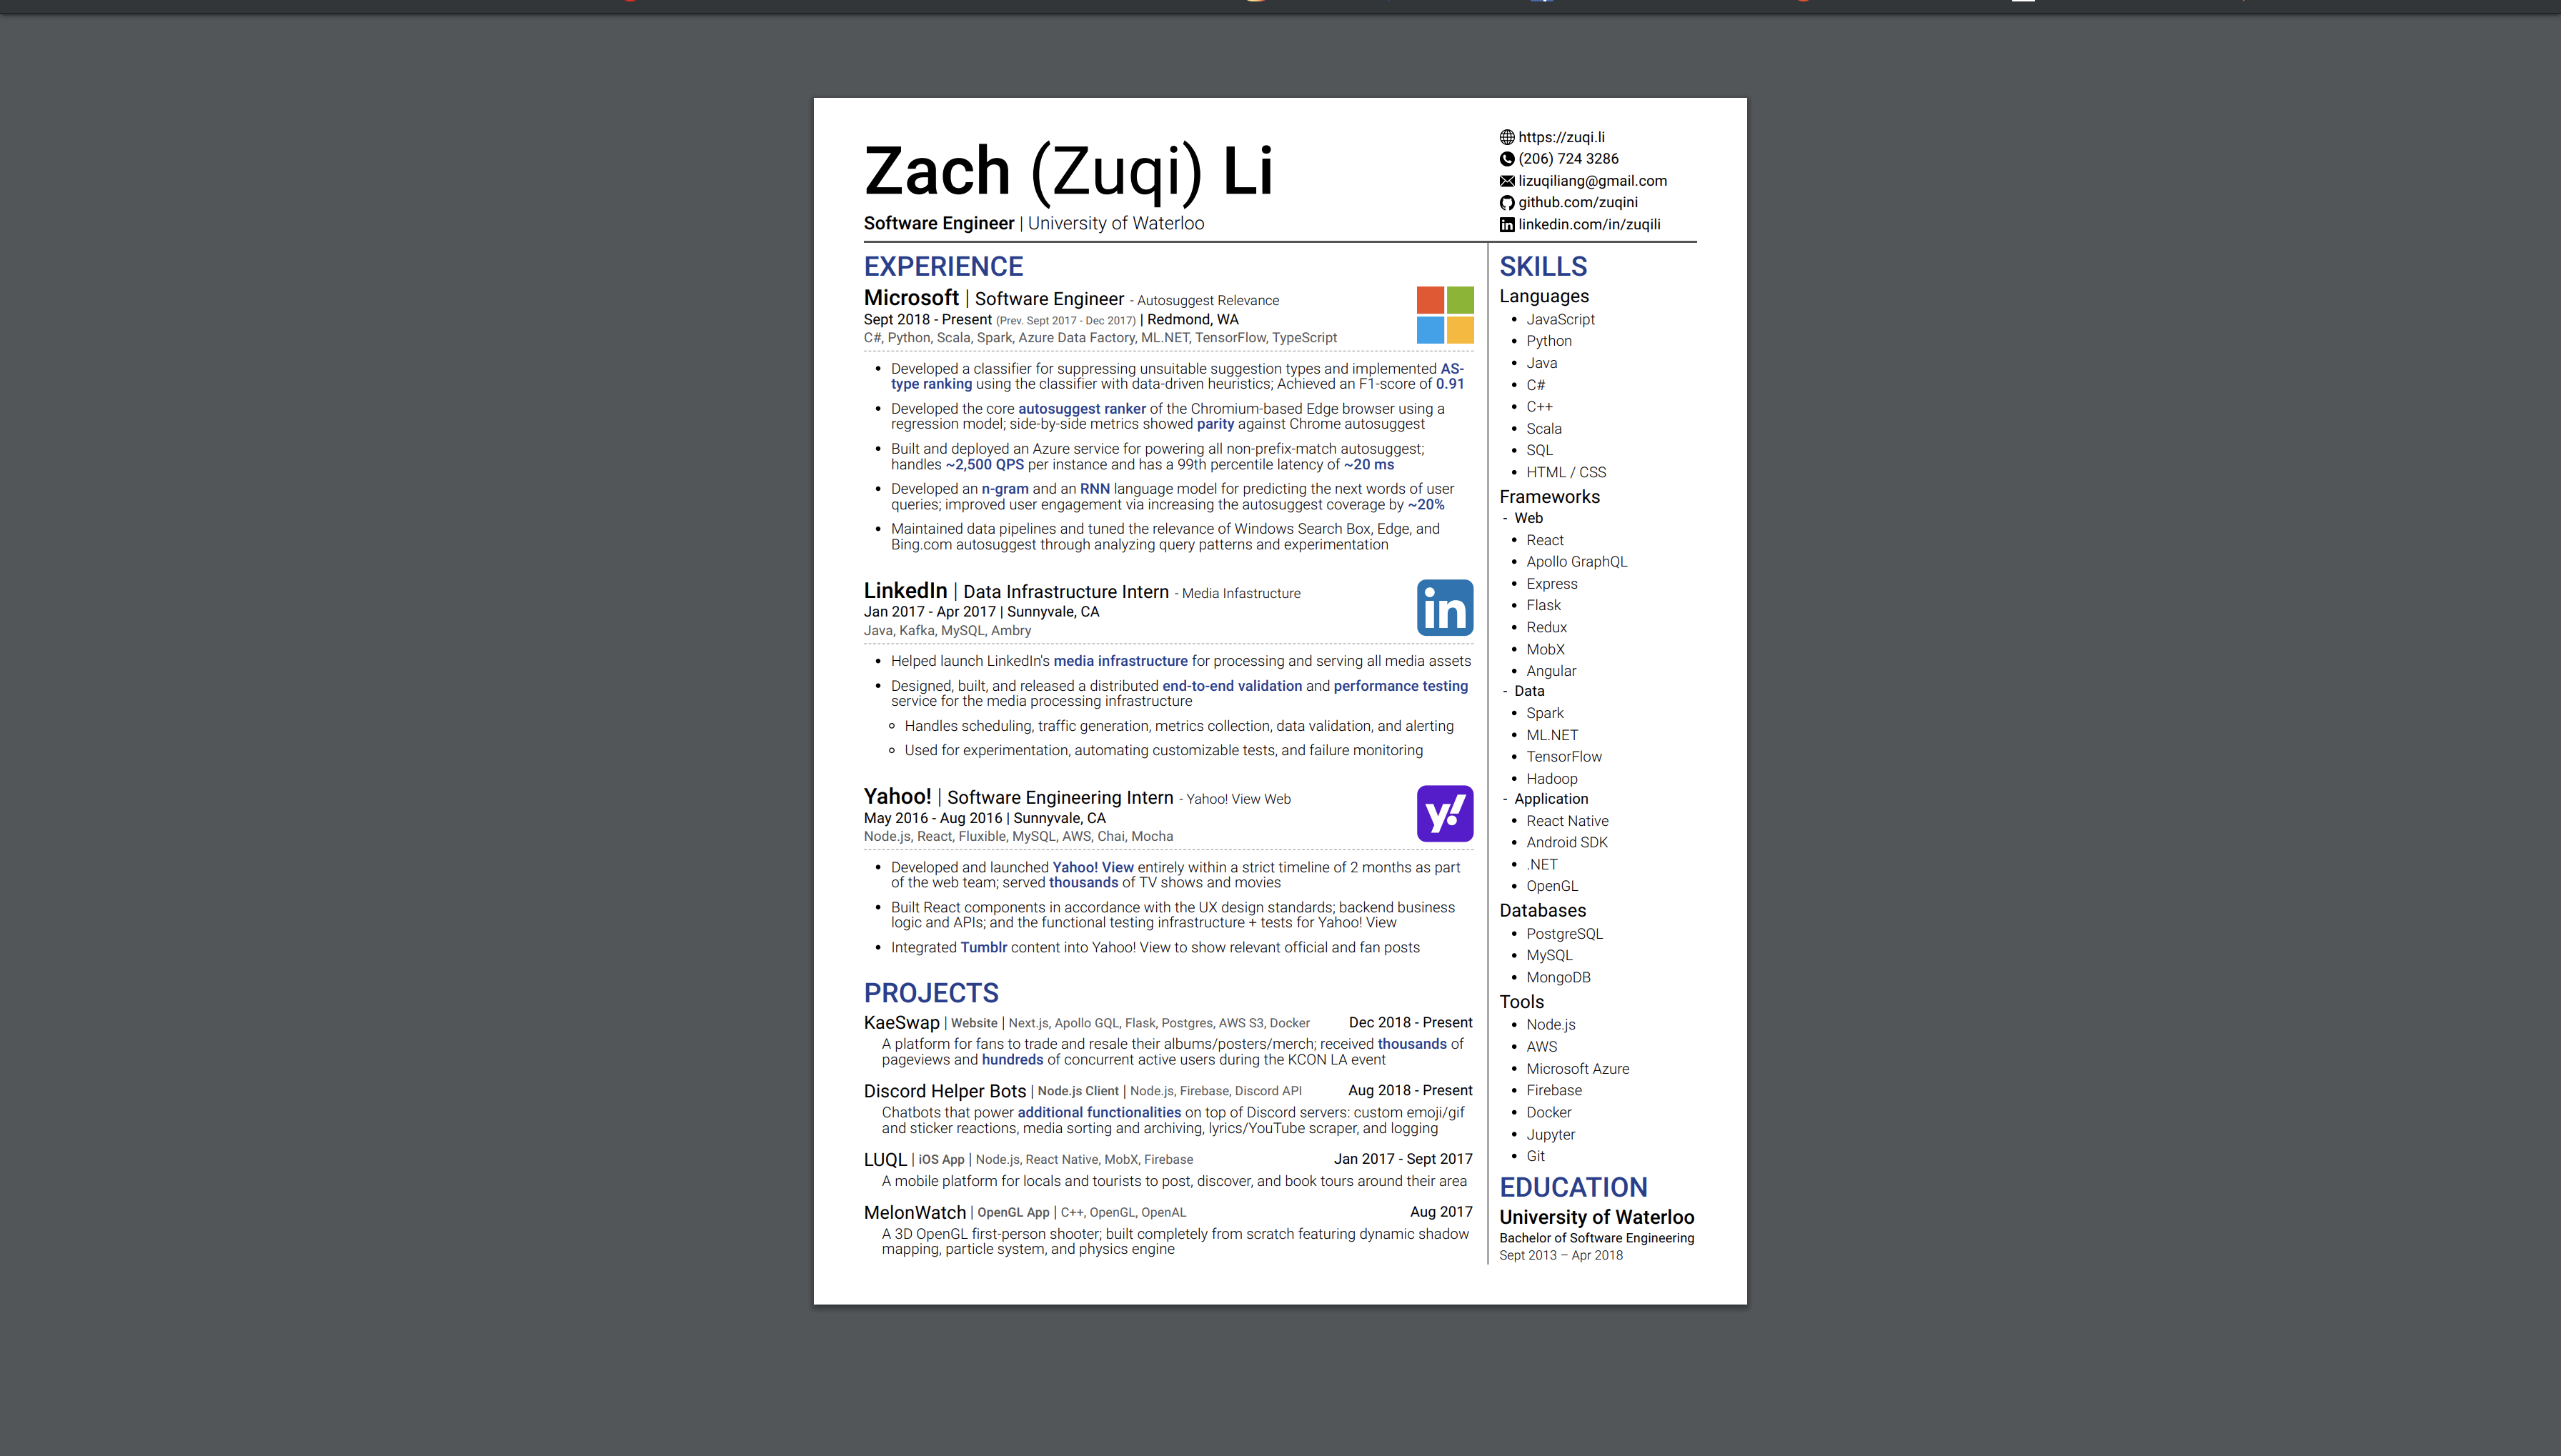 Zach (Zuqi) Li
Software Engineer | University of Waterloo
https://zuqi.li
(206) 724 3286
lizuqiliang@gmail.com
github.com/zuqini
linkedin.com/in/zuqili
EXPERIENCE
Microsoft | Software Engineer - Autosuggest Relevance
Sept 2018 - Present (Prev. Sept 2017 - Dec 2017) | Redmond, WA
C#, Python, Scala, Spark, Azure Data Factory, ML.NET, TensorFlow, TypeScript
• Developed a classifier for suppressing unsuitable suggestion types and implemented AS-
type ranking using the classifier with data-driven heuristics; Achieved an F1-score of 0.91
• Developed the core autosuggest ranker of the Chromium-based Edge browser using a
regression model; side-by-side metrics showed parity against Chrome autosuggest
• Built and deployed an Azure service for powering all non-prefix-match autosuggest;
handles ~2,500 QPS per instance and has a 99th percentile latency of ~20 ms
• Developed an n-gram and an RNN language model for predicting the next words of user
queries; improved user engagement via increasing the autosuggest coverage by ~20%
• Maintained data pipelines and tuned the relevance of Windows Search Box, Edge, and
Bing.com autosuggest through analyzing query patterns and experimentation
LinkedIn | Data Infrastructure Intern - Media Infastructure
Jan 2017 - Apr 2017 | Sunnyvale, CA
Java, Kafka, MySQL, Ambry
in
• Helped launch LinkedIn's media infrastructure for processing and serving all media assets
• Designed, built, and released a distributed end-to-end validation and performance testing
service for the media processing infrastructure
◦ Handles scheduling, traffic generation, metrics collection, data validation, and alerting
◦ Used for experimentation, automating customizable tests, and failure monitoring
Yahoo! | Software Engineering Intern - Yahoo! View Web
May 2016 - Aug 2016 | Sunnyvale, CA
Node.js, React, Fluxible, MySQL, AWS, Chai, Mocha
y!
• Developed and launched Yahoo! View entirely within a strict timeline of 2 months as part
of the web team; served thousands of TV shows and movies
• Built React components in accordance with the UX design standards; backend business
logic and APIs; and the functional testing infrastructure + tests for Yahoo! View
• Integrated Tumblr content into Yahoo! View to show relevant official and fan posts
PROJECTS
KaeSwap | Website | Next.js, Apollo GQL, Flask, Postgres, AWS S3, Docker Dec 2018 - Present
A platform for fans to trade and resale their albums/posters/merch; received thousands of
pageviews and hundreds of concurrent active users during the KCON LA event
Discord Helper Bots | Node.js Client | Node.js, Firebase, Discord API Aug 2018 - Present
Chatbots that power additional functionalities on top of Discord servers: custom emoji/gif
and sticker reactions, media sorting and archiving, lyrics/YouTube scraper, and logging
LUQL | iOS App | Node.js, React Native, MobX, Firebase Jan 2017 - Sept 2017
A mobile platform for locals and tourists to post, discover, and book tours around their area
MelonWatch | OpenGL App | C++, OpenGL, OpenAL Aug 2017
A 3D OpenGL first-person shooter; built completely from scratch featuring dynamic shadow
mapping, particle system, and physics engine
SKILLS
Languages
• JavaScript
• Python
• Java
• C#
• C++
• Scala
• SQL
• HTML / CSS
Frameworks
- Web
• React
• Apollo GraphQL
• Express
• Flask
• Redux
• MobX
• Angular
- Data
• Spark
• ML.NET
• TensorFlow
• Hadoop
- Application
• React Native
• Android SDK
• .NET
• OpenGL
Databases
• PostgreSQL
• MySQL
• MongoDB
Tools
• Node.js
• AWS
• Microsoft Azure
• Firebase
• Docker
• Jupyter
• Git
EDUCATION
University of Waterloo
Bachelor of Software Engineering
Sept 2013 – Apr 2018